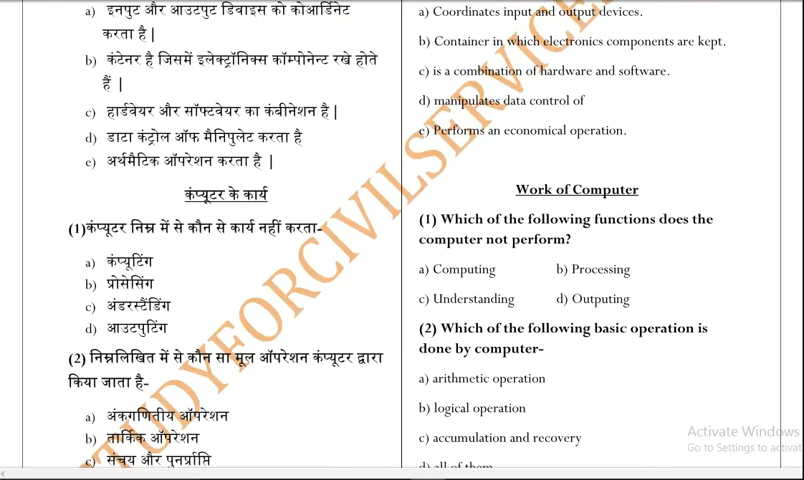 a) इनपुट और आउटपुट डिवाइस को कोआर्डिनेट
करता है |
b) कंटेनर है जिसमें इलेक्ट्रॉनिक्स कॉम्पोनेन्ट रखे होते
हैं |
c) हार्डवेयर और सॉफ्टवेयर का कंबीनेशन है |
d) डाटा कंट्रोल ऑफ मैनिपुलेट करता है
e) अर्थमैटिक ऑपरेशन करता है |
कंप्यूटर के कार्य
(1)कंप्यूटर निम्न में से कौन से कार्य नहीं करता-
a) कंप्यूटिंग
b) प्रोसेसिंग
c) अंडरस्टैंडिंग
d) आउटपुटिंग
(2) निम्नलिखित में से कौन सा मूल ऑपरेशन कंप्यूटर द्वारा
किया जाता है-
a) अंकगणितीय ऑपरेशन
b) तार्किक ऑपरेशन
c) संचय और पुनर्प्राप्ति
a) Coordinates input and output devices.
b) Container in which electronics components are kept.
c) is a combination of hardware and software.
d) manipulates data control of
e) Performs an economical operation.
Work of Computer
(1) Which of the following functions does the
computer not perform?
a) Computing b) Processing
c) Understanding d) Outputing
(2) Which of the following basic operation is
done by computer-
a) arithmetic operation
b) logical operation
c) accumulation and recovery
d) all of them
STUDYFORCIVILSERVICES
Activate Windows
Go to Settings to activat